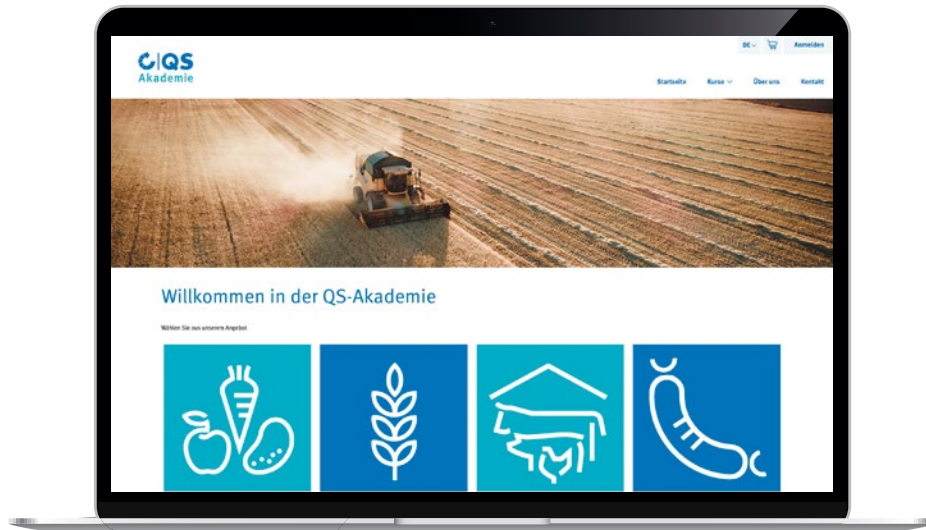 QS
Akademie
DE
Anmelden
Startseite
Kurse
Über uns
Kontakt
Willkommen in der QS-Akademie
Wählen Sie aus unserem Angebot